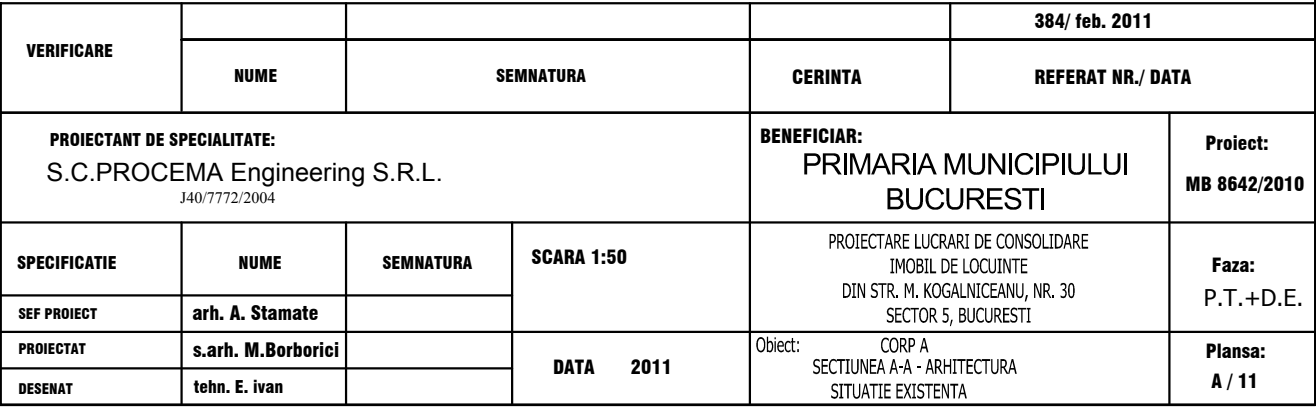 384/ feb. 2011
VERIFICARE
NUME SEMNATURA CERINTA REFERAT NR./ DATA
PROIECTANT DE SPECIALITATE:
S.C.PROCEMA Engineering S.R.L.
J40/7772/2004
BENEFICIAR:
PRIMARIA MUNICIPIULUI
BUCURESTI
Proiect:
MB 8642/2010
SPECIFICATIE NUME SEMNATURA SCARA 1:50
PROIECTARE LUCRARI DE CONSOLIDARE
IMOBIL DE LOCUINTE
DIN STR. M. KOGALNICEANU, NR. 30
SECTOR 5, BUCURESTI
Faza:
P.T.+D.E.
SEF PROIECT arh. A. Stamate
PROIECTAT s.arh. M.Borborici
DESENAT tehn. E. ivan
DATA 2011
Obiect: CORP A
SECTIUNEA A-A - ARHITECTURA
SITUATIE EXISTENTA
Plansa:
A / 11